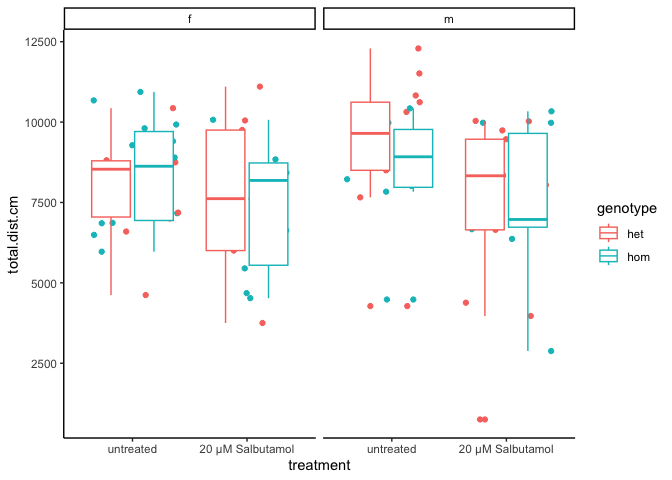 f
m
12500
10000
7500
5000
2500
total.dist.cm
untreated
20 µM Salbutamol
untreated
20 µM Salbutamol
treatment
genotype
het
hom